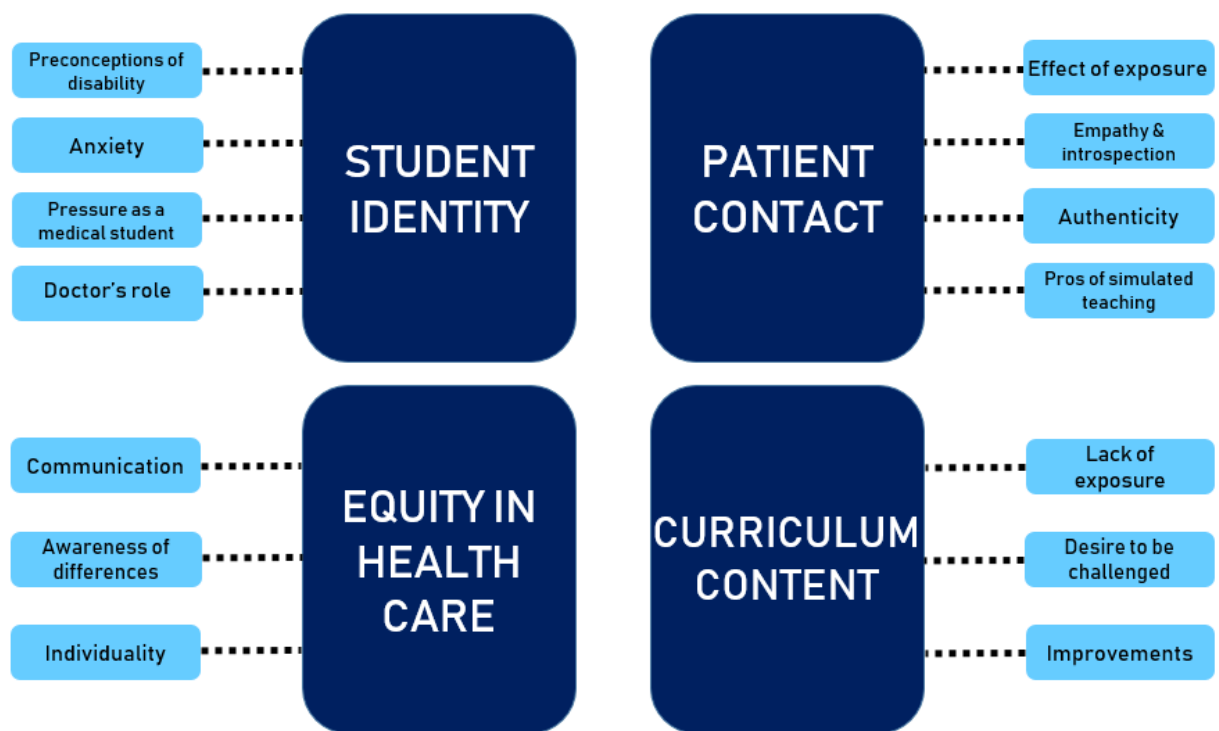 Preconceptions of
disability
Anxiety
Pressure as a
medical student
Doctor's role
STUDENT
IDENTITY
PATIENT
CONTACT
Effect of exposure
Empathy &
introspection
Authenticity
Pros of simulated
teaching
Communication
Awareness of
differences
Individuality
EQUITY IN
HEALTH
CARE
CURRICULUM
CONTENT
Lack of
exposure
Desire to be
challenged
Improvements